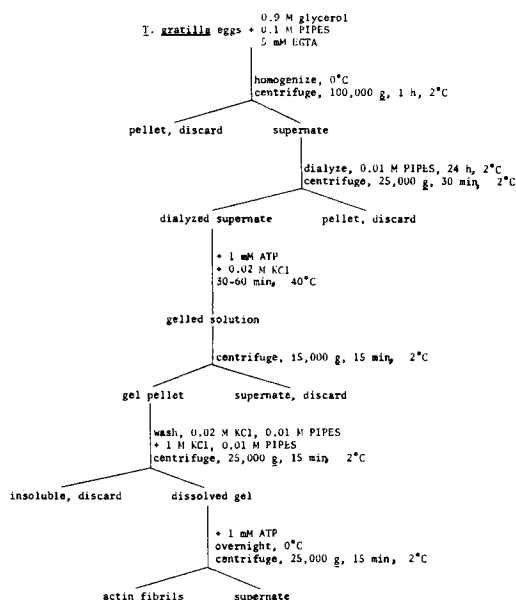 0.9 M glycerol
T. gratilla eggs + 0.1 M PIPES
5 mM EGTA
homogenize, 0°C
centrifuge, 100,000 g, 1 h, 2°C
pellet, discard supernate
dialyze, 0.01 M PIPES, 24 h, 2°C
centrifuge, 25,000 g, 30 min, 2°C
dialyzed supernate pellet, discard
+ 1 mM ATP
+ 0.02 M KCl
30-60 min, 40°C
gelled solution
centrifuge, 15,000 g, 15 min, 2°C
gel pellet supernate, discard
wash, 0.02 M KCl, 0.01 M PIPES
+ 1 M KCl, 0.01 M PIPES
centrifuge, 25,000 g, 15 min, 2°C
insoluble, discard dissolved gel
+ 1 mM ATP
overnight, 0°C
centrifuge, 25,000 g, 15 min, 2°C
actin fibrils supernate